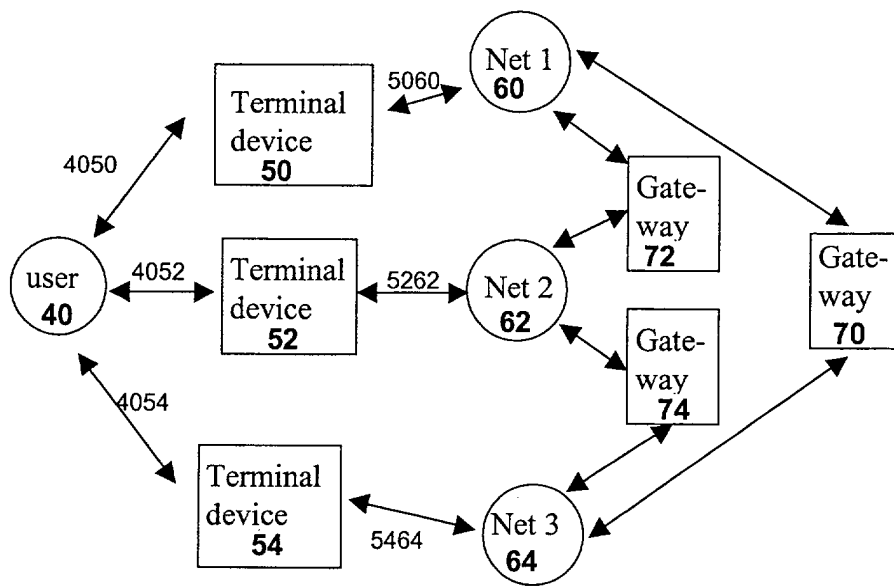 Net 1
60
5060
Terminal
device
50
4050
Gate-
way
72
user
40
4052
Terminal
device
52
5262
Net 2
62
Gate-
way
70
Gate-
way
74
4054
Terminal
device
54
5464
Net 3
64